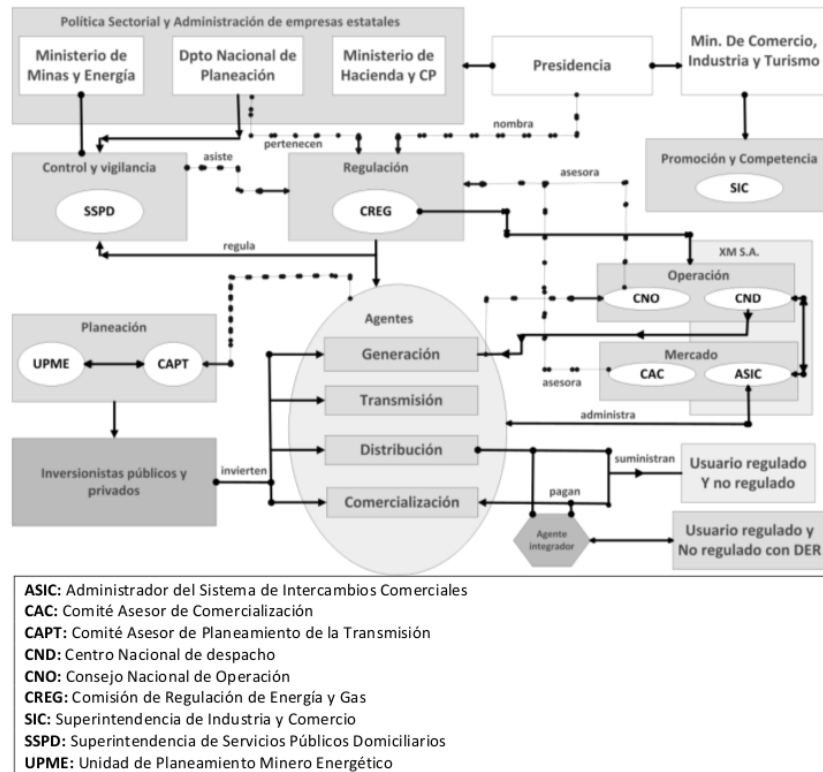 Política Sectorial y Administración de empresas estatales
Ministerio de
Minas y Energía
Dpto Nacional de
Planeación
Ministerio de
Hacienda y CP
Presidencia
Min. De Comercio,
Industria y Turismo
nombra
pertenecen
asiste
Control y vigilancia
SSPD
Regulación
CREG
asesora
Promoción y Competencia
SIC
regula
XM S.A.
Operación
CNO
CND
Planeación
UPME
CAPT
Agentes
Generación
Transmisión
Distribución
Comercialización
Mercado
CAC
ASIC
asesora
administra
Inversionistas públicos y
privados
invierten
suministran
pagan
Usuario regulado
Y no regulado
Agente
integrador
Usuario regulado y
No regulado con DER
ASIC: Administrador del Sistema de Intercambios Comerciales
CAC: Comité Asesor de Comercialización
CAPT: Comité Asesor de Planeamiento de la Transmisión
CND: Centro Nacional de despacho
CNO: Consejo Nacional de Operación
CREG: Comisión de Regulación de Energía y Gas
SIC: Superintendencia de Industria y Comercio
SSPD: Superintendencia de Servicios Públicos Domiciliarios
UPME: Unidad de Planeamiento Minero Energético